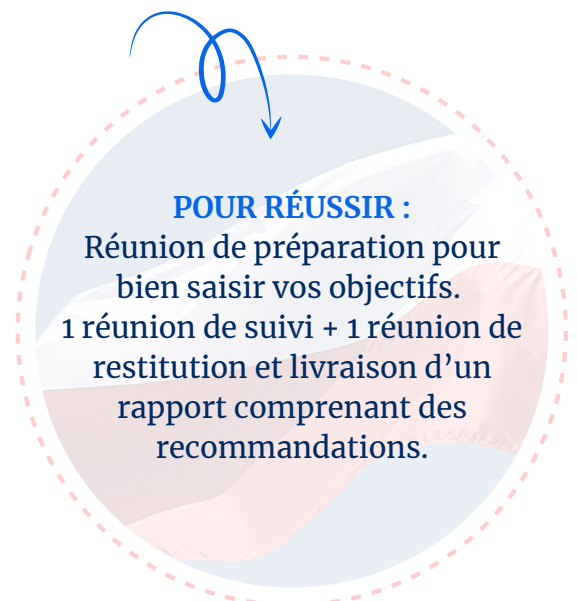 POUR RÉUSSIR :
Réunion de préparation pour
bien saisir vos objectifs.
1 réunion de suivi + 1 réunion de
restitution et livraison d’un
rapport comprenant des
recommandations.